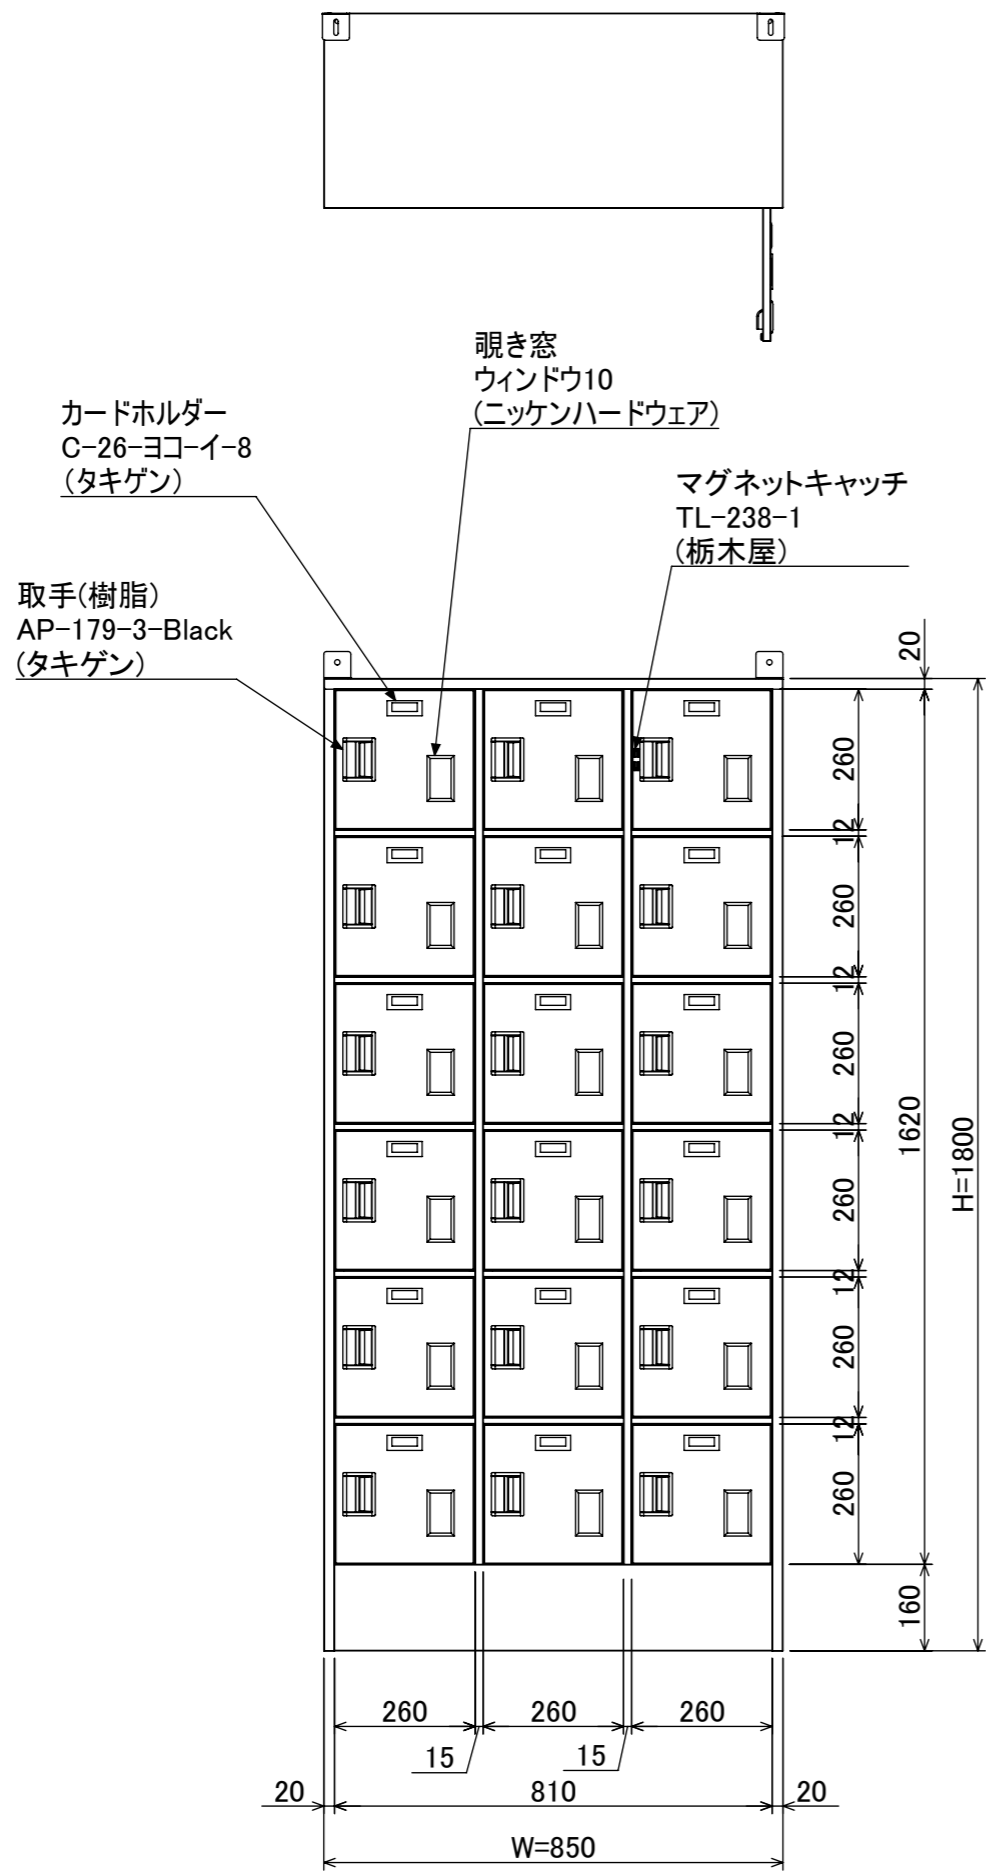 覗き窓
ウィンドウ10
(ニッケンハードウェア)
カードホルダー
C-26-ヨコ-イ-8
(タキゲン)
マグネットキャッチ
TL-238-1
(栃木屋)
取手(樹脂)
AP-179-3-Black
(タキゲン)
20
260
12
260
12
260
12
260
12
260
12
260
1620
H=1800
160
260
260
260
15
15
20
810
20
W=850